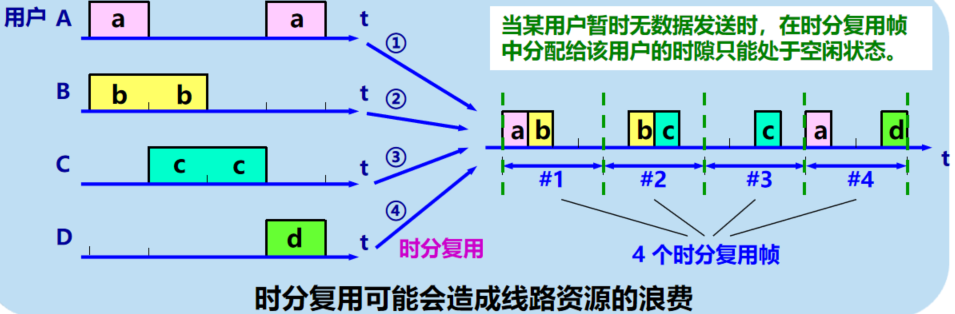 用户 A a a t
①
当某用户暂时无数据发送时，在时分复用帧
中分配给该用户的时隙只能处于空闲状态。
B b b t
②
a b b c c a d
t
C c c t
③
#1 #2 #3 #4
D d t
④
时分复用
4 个时分复用帧
时分复用可能会造成线路资源的浪费